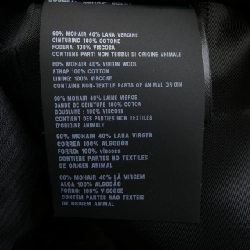 60% MOHAIR 40% LANA VERGINE
CINTURINO 100% COTONE
FODERA 100% VISCOSA
CONTIENE PARTI NON TESSILI DI ORIGINE ANIMALE
60% MOHAIR 40% VIRGIN WOOL
STRAP 100% COTTON
LINING 100% VISCOSE
CONTAINS NON-TEXTILE PARTS OF ANIMAL ORIGIN
60% MOHAIR 40% LAINE VIERGE
100% COTON
DOUBLURE 100% VISCOSE
CONTIENT DES PARTIES NON TEXTILES
D'ORIGINE ANIMALE
60% MOHAIR 40% LANA VIRGEN
CORREA 100% ALGODÓN
FORRO 100% VISCOSA
CONTIENE PARTES NO TEXTILES
DE ORIGEN ANIMAL
60% MOHAIR 40% LÃ VIRGEM
ALÇA 100% ALGODÃO
FORRO 100% VISCOSE
CONTÉM PARTES NÃO TÊXTEIS
DE ORIGEM ANIMAL